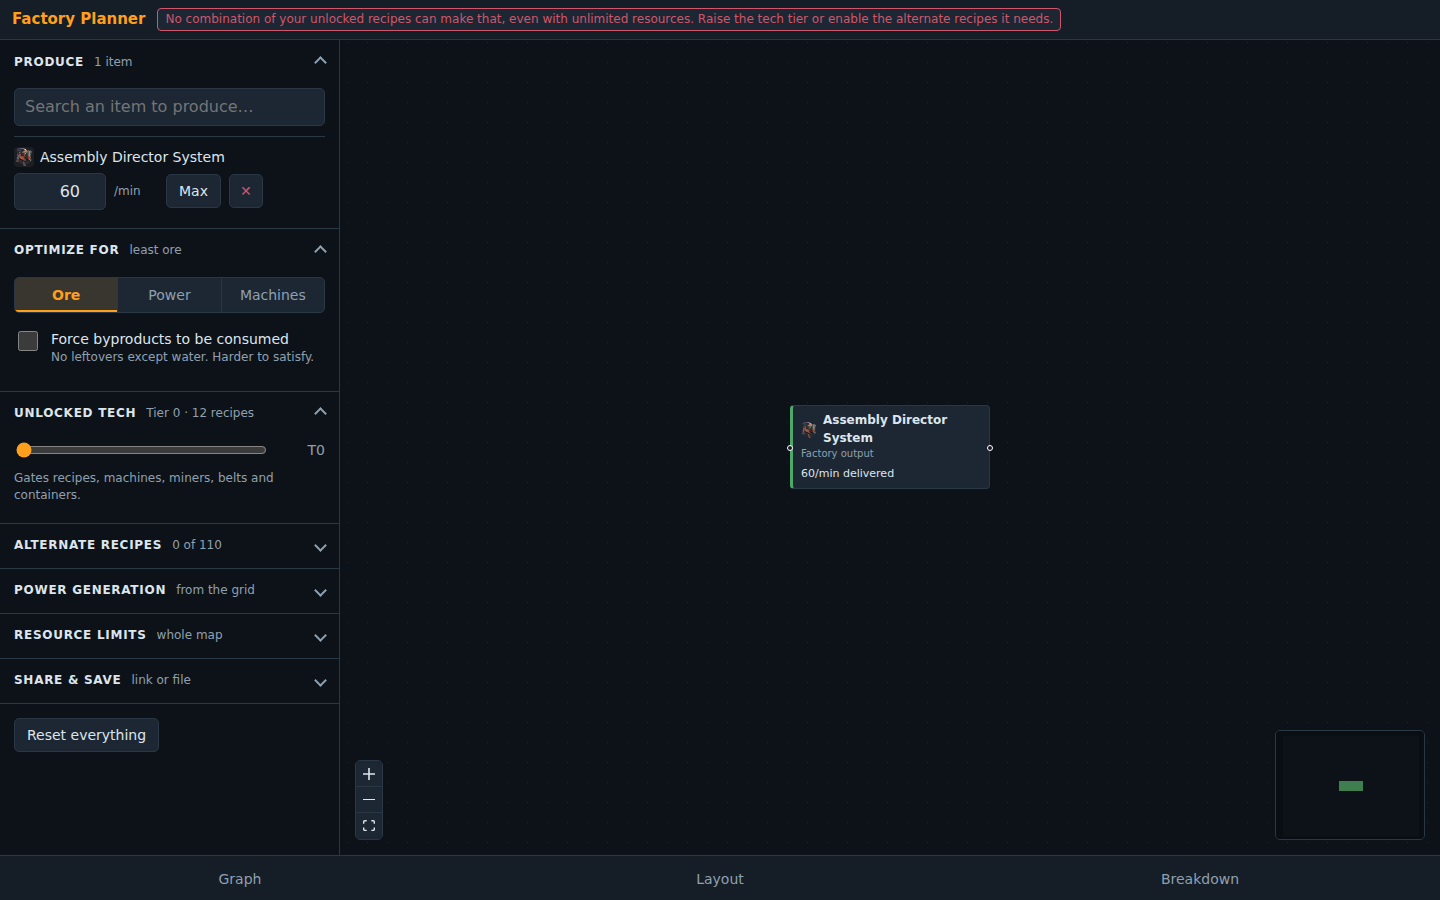 Factory Planner
No combination of your unlocked recipes can make that, even with unlimited resources. Raise the tech tier or enable the alternate recipes it needs.
PRODUCE 1 item
Search an item to produce...
Assembly Director System
60 /min Max ×
OPTIMIZE FOR least ore
Ore Power Machines
Force byproducts to be consumed
No leftovers except water. Harder to satisfy.
UNLOCKED TECH Tier 0 · 12 recipes
T0
Gates recipes, machines, miners, belts and
containers.
ALTERNATE RECIPES 0 of 110
POWER GENERATION from the grid
RESOURCE LIMITS whole map
SHARE & SAVE link or file
Reset everything
Assembly Director
System
Factory output
60/min delivered
Graph Layout Breakdown